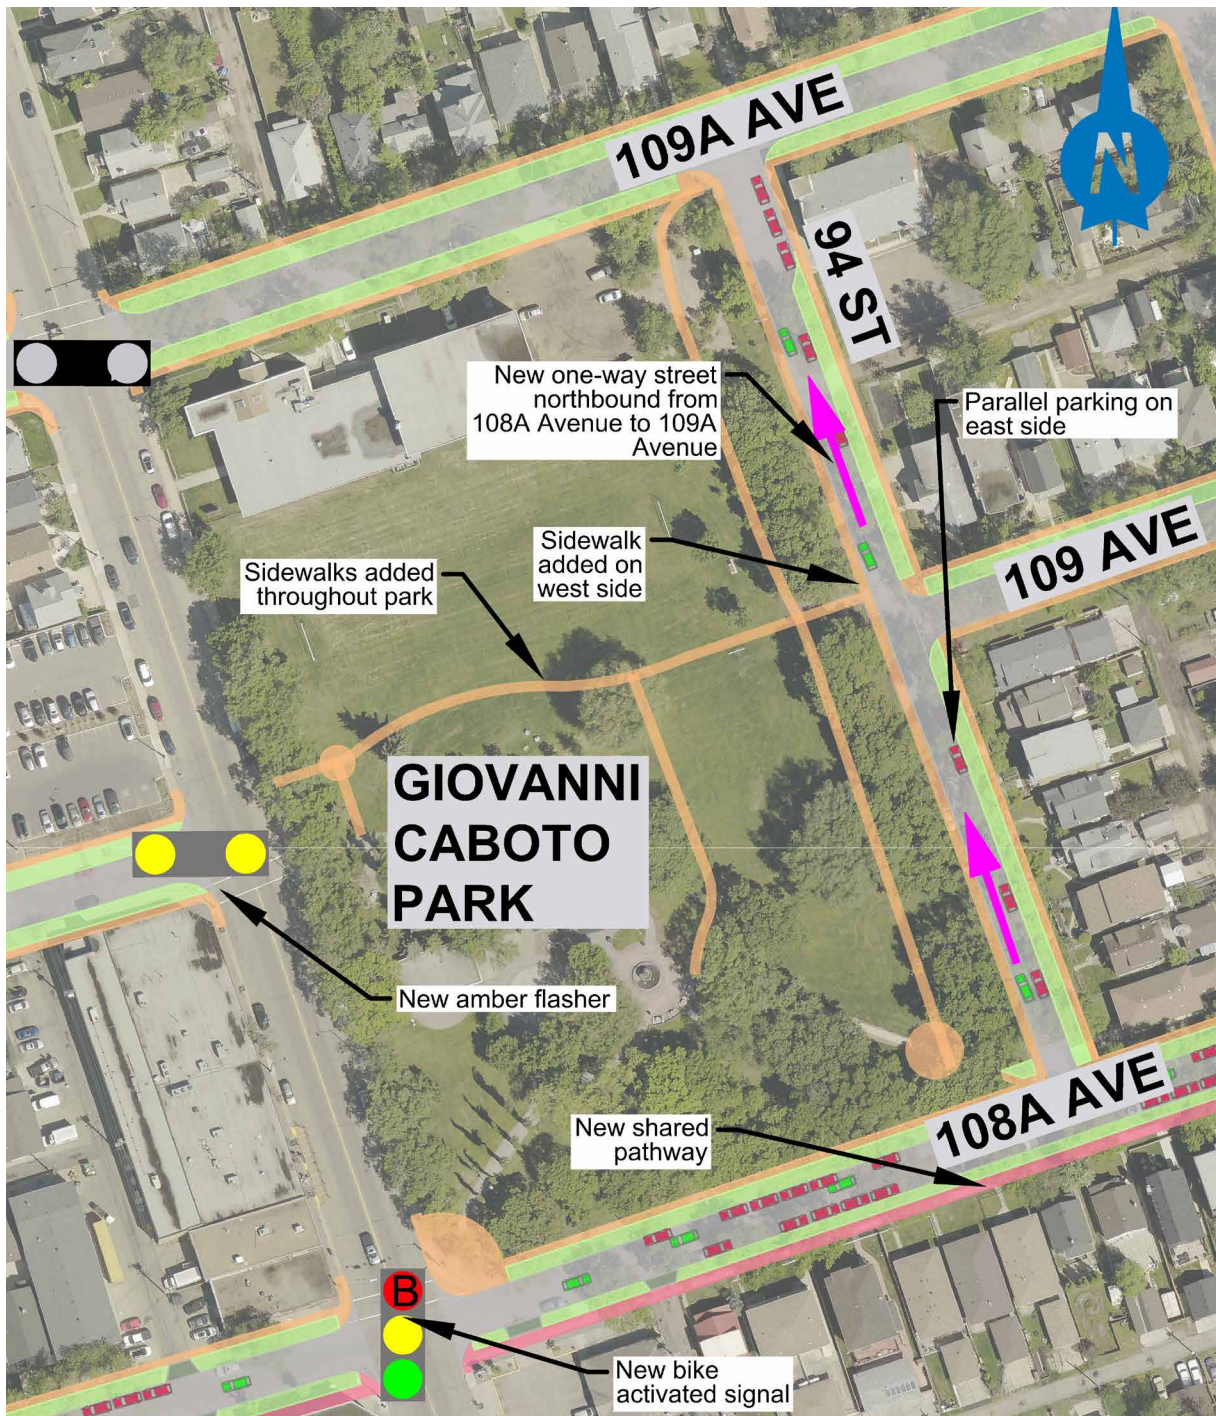 109A AVE
N
94 ST
New one-way street
northbound from
108A Avenue to 109A
Avenue
Parallel parking on
east side
109 AVE
Sidewalk
added on
west side
Sidewalks added
throughout park
GIOVANNI
CABOTO
PARK
New amber flasher
108A AVE
New shared
pathway
B
New bike
activated signal